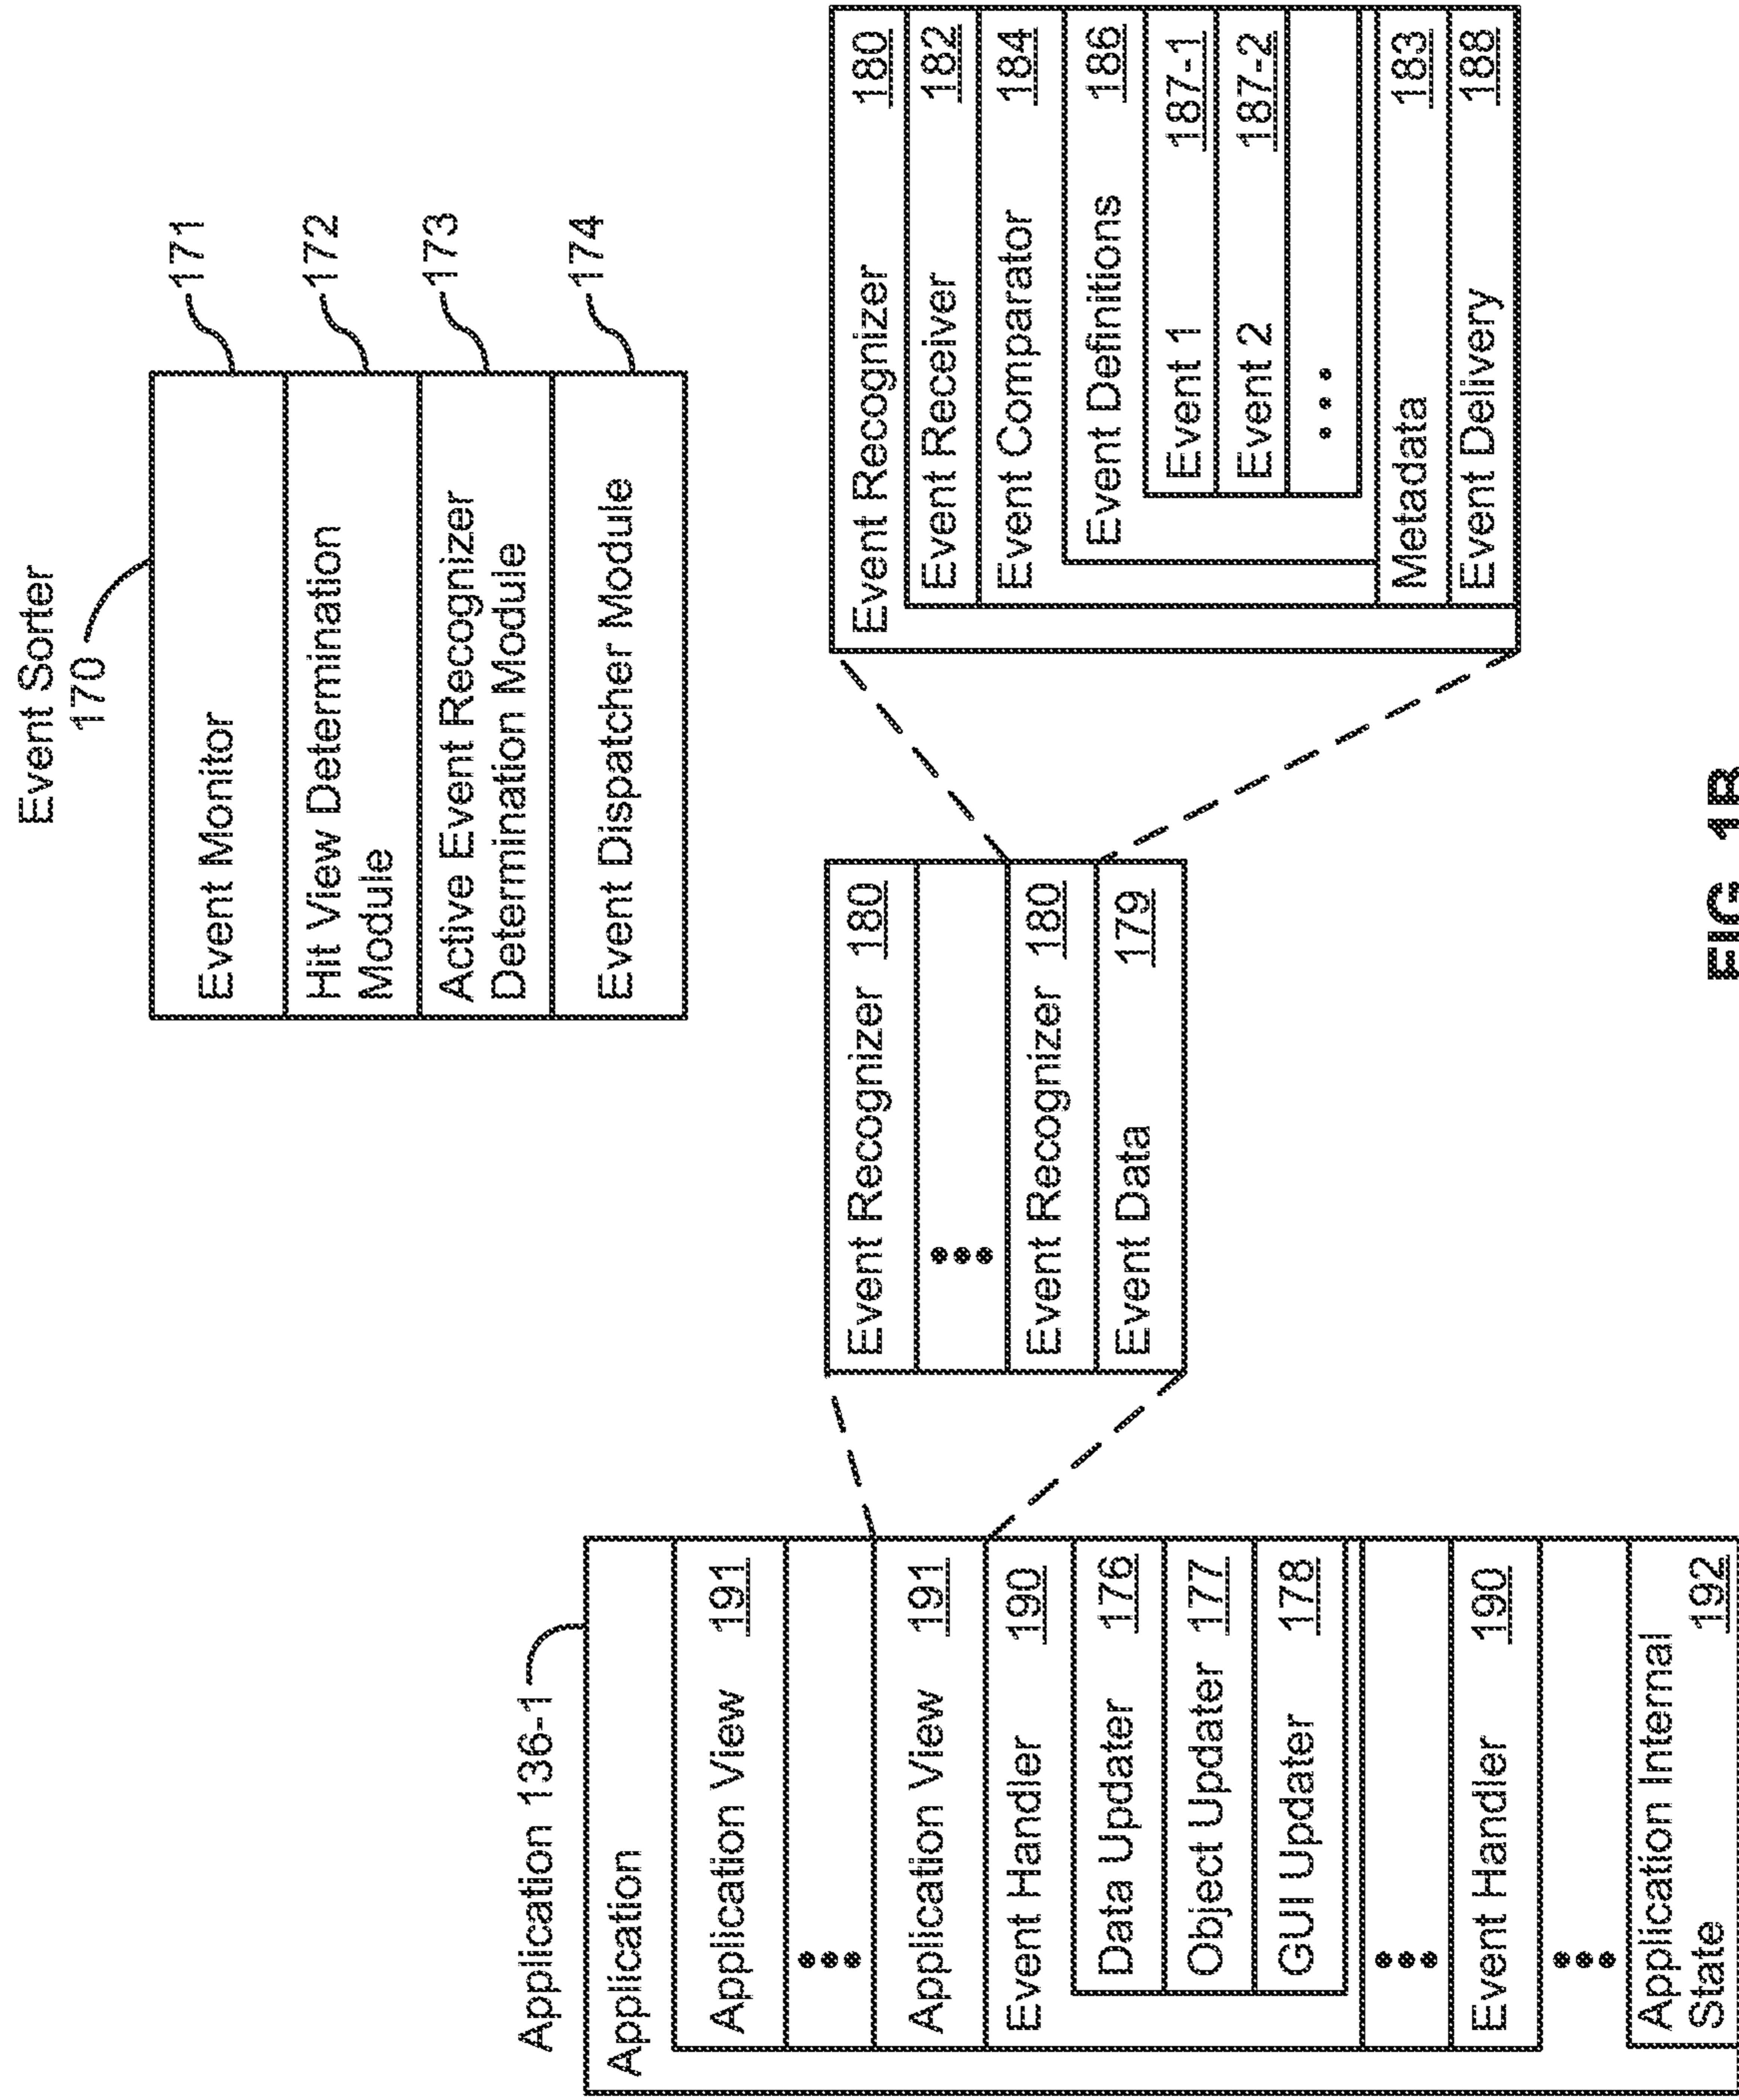 Event Sorter
170
Event Monitor
171
Hit View Determination
Module
172
Active Event Recognizer
Determination Module
173
Event Dispatcher Module
174
Application 136-1
Application
Application View 191
Application View 191
Event Handler 190
Data Updater 176
Object Updater 177
GUI Updater 178
Event Handler 190
Application Internal
State 192
Event Recognizer 180
Event Recognizer 180
Event Data 179
Event Recognizer 180
Event Receiver 182
Event Comparator 184
Event Definitions 186
Event 1 187-1
Event 2 187-2
Metadata 183
Event Delivery 188
FIG. 1B